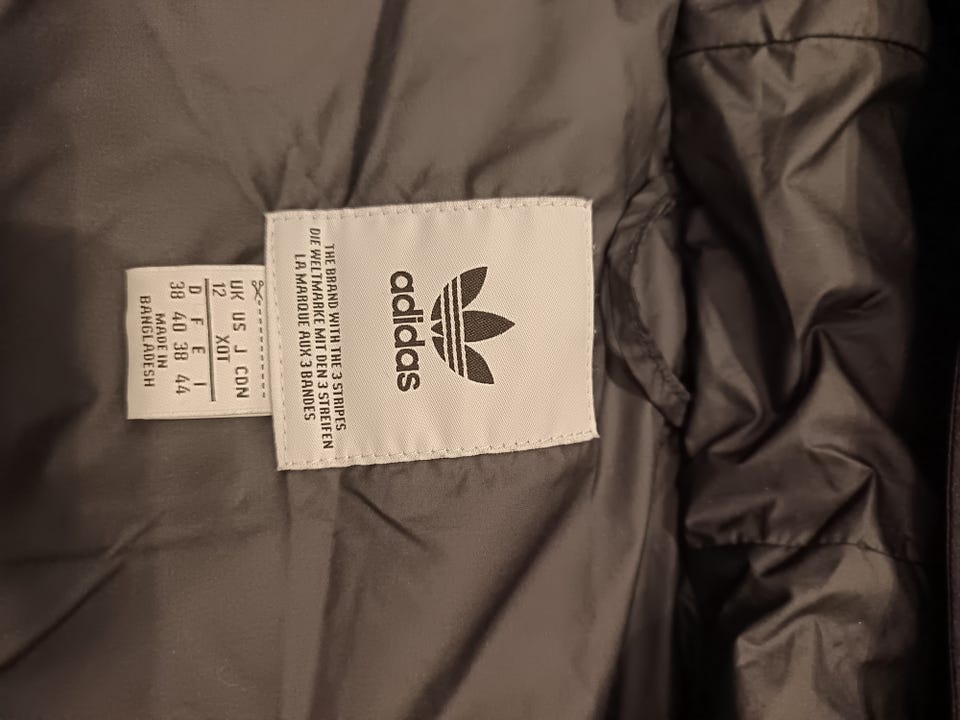 adidas
THE BRAND WITH THE 3 STRIPES
DIE WELTMARKE MIT DEN 3 STREIFEN
LA MARQUE AUX 3 BANDES
UK US J CDN
12 XOT
D F E I
38 40 38 44
MADE IN
BANGLADESH